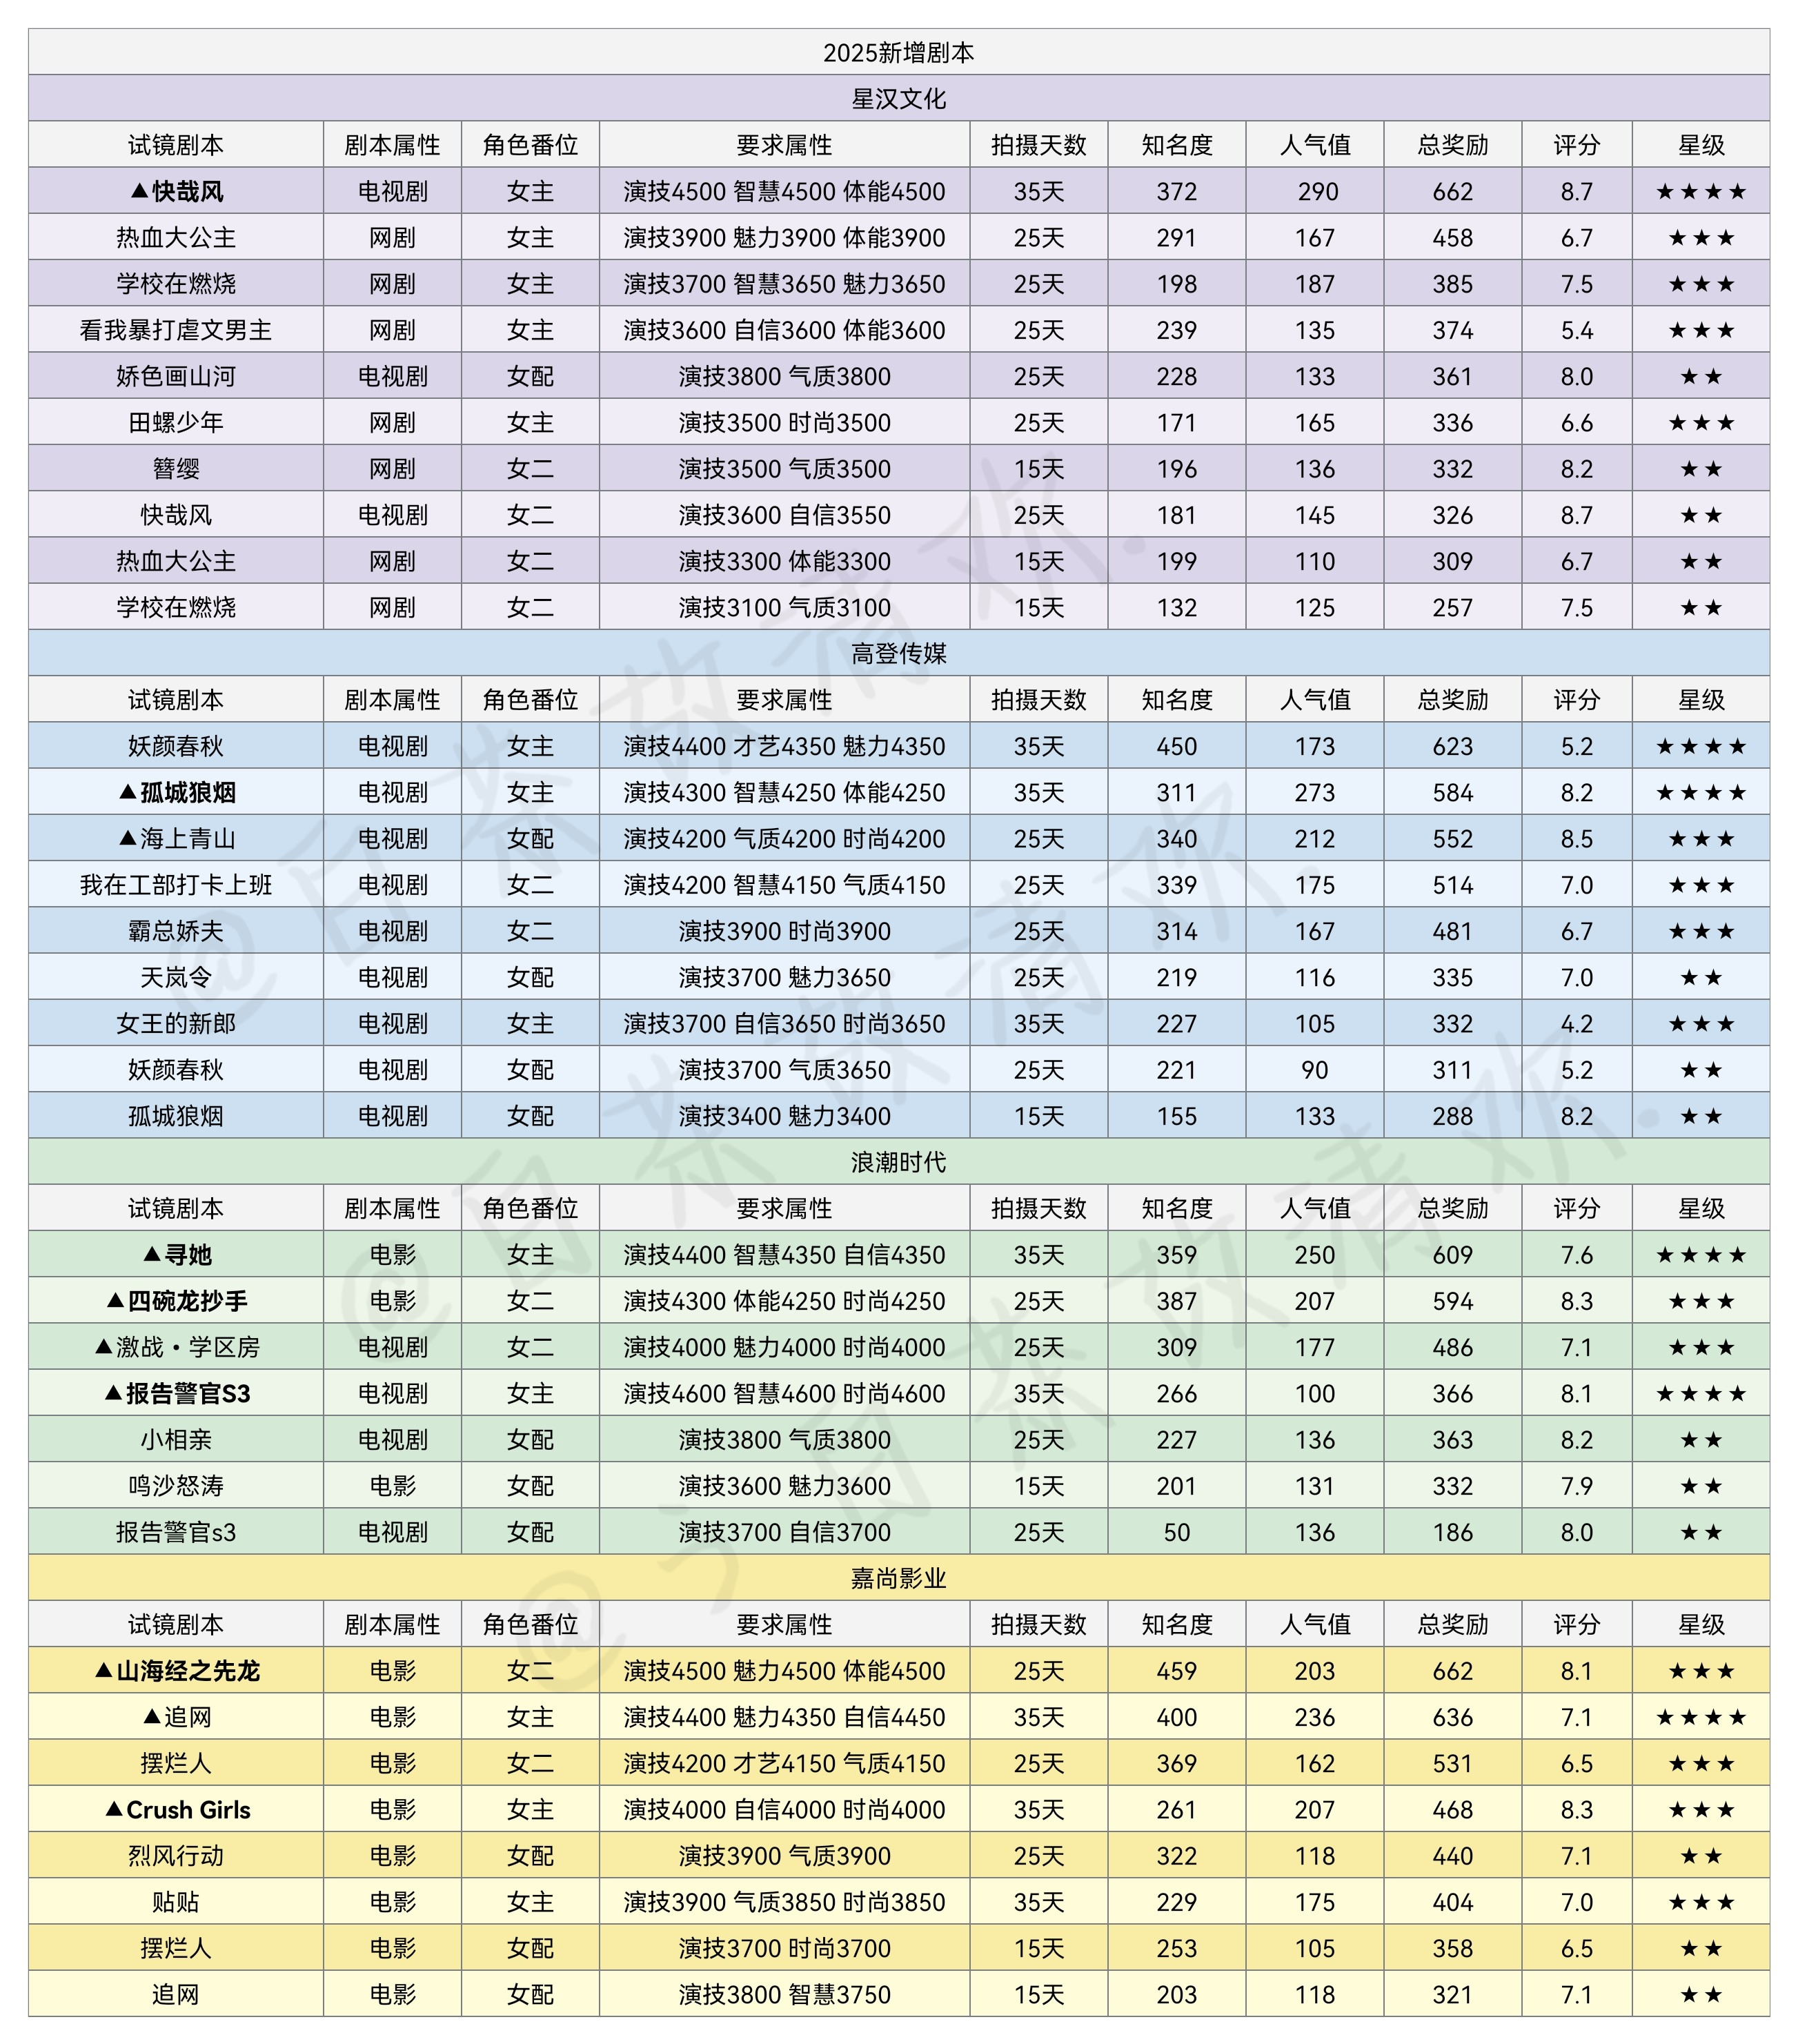 2025新增剧本
星汉文化
试镜剧本 剧本属性 角色番位 要求属性 拍摄天数 知名度 人气值 总奖励 评分 星级
▲快哉风 电视剧 女主 演技4500 智慧4500 体能4500 35天 372 290 662 8.7 ★★★★
热血大公主 网剧 女主 演技3900 魅力3900 体能3900 25天 291 167 458 6.7 ★★★
学校在燃烧 网剧 女主 演技3700 智慧3650 魅力3650 25天 198 187 385 7.5 ★★★
看我暴打虐文男主 网剧 女主 演技3600 自信3600 体能3600 25天 239 135 374 5.4 ★★★
娇色画山河 电视剧 女配 演技3800 气质3800 25天 228 133 361 8.0 ★★
田螺少年 网剧 女主 演技3500 时尚3500 25天 171 165 336 6.6 ★★★
簪缨 网剧 女二 演技3500 气质3500 15天 196 136 332 8.2 ★★
快哉风 电视剧 女二 演技3600 自信3550 25天 181 145 326 8.7 ★★
热血大公主 网剧 女二 演技3300 体能3300 15天 199 110 309 6.7 ★★
学校在燃烧 网剧 女二 演技3100 气质3100 15天 132 125 257 7.5 ★★
高登传媒
试镜剧本 剧本属性 角色番位 要求属性 拍摄天数 知名度 人气值 总奖励 评分 星级
妖颜春秋 电视剧 女主 演技4400 才艺4350 魅力4350 35天 450 173 623 5.2 ★★★★
▲孤城狼烟 电视剧 女主 演技4300 智慧4250 体能4250 35天 311 273 584 8.2 ★★★★
▲海上青山 电视剧 女配 演技4200 气质4200 时尚4200 25天 340 212 552 8.5 ★★★
我在工部打卡上班 电视剧 女二 演技4200 智慧4150 气质4150 25天 339 175 514 7.0 ★★★
霸总娇夫 电视剧 女二 演技3900 时尚3900 25天 314 167 481 6.7 ★★★
天岚令 电视剧 女配 演技3700 魅力3650 25天 219 116 335 7.0 ★★
女王的新郎 电视剧 女主 演技3700 自信3650 时尚3650 35天 227 105 332 4.2 ★★★
妖颜春秋 电视剧 女配 演技3700 气质3650 25天 221 90 311 5.2 ★★
孤城狼烟 电视剧 女配 演技3400 魅力3400 15天 155 133 288 8.2 ★★
浪潮时代
试镜剧本 剧本属性 角色番位 要求属性 拍摄天数 知名度 人气值 总奖励 评分 星级
▲寻她 电影 女主 演技4400 智慧4350 自信4350 35天 359 250 609 7.6 ★★★★
▲四碗龙抄手 电影 女二 演技4300 体能4250 时尚4250 25天 387 207 594 8.3 ★★★
▲激战·学区房 电视剧 女二 演技4000 魅力4000 时尚4000 25天 309 177 486 7.1 ★★★
▲报告警官S3 电视剧 女主 演技4600 智慧4600 时尚4600 35天 266 100 366 8.1 ★★★★
小相亲 电视剧 女配 演技3800 气质3800 25天 227 136 363 8.2 ★★
鸣沙怒涛 电影 女配 演技3600 魅力3600 15天 201 131 332 7.9 ★★
报告警官s3 电视剧 女配 演技3700 自信3700 25天 50 136 186 8.0 ★★
嘉尚影业
试镜剧本 剧本属性 角色番位 要求属性 拍摄天数 知名度 人气值 总奖励 评分 星级
▲山海经之先龙 电影 女二 演技4500 魅力4500 体能4500 25天 459 203 662 8.1 ★★★
▲追网 电影 女主 演技4400 魅力4350 自信4450 35天 400 236 636 7.1 ★★★★
摆烂人 电影 女二 演技4200 才艺4150 气质4150 25天 369 162 531 6.5 ★★★
▲Crush Girls 电影 女主 演技4000 自信4000 时尚4000 35天 261 207 468 8.3 ★★★
烈风行动 电影 女配 演技3900 气质3900 25天 322 118 440 7.1 ★★
贴贴 电影 女主 演技3900 气质3850 时尚3850 35天 229 175 404 7.0 ★★★
摆烂人 电影 女配 演技3700 时尚3700 15天 253 105 358 6.5 ★★
追网 电影 女配 演技3800 智慧3750 15天 203 118 321 7.1 ★★